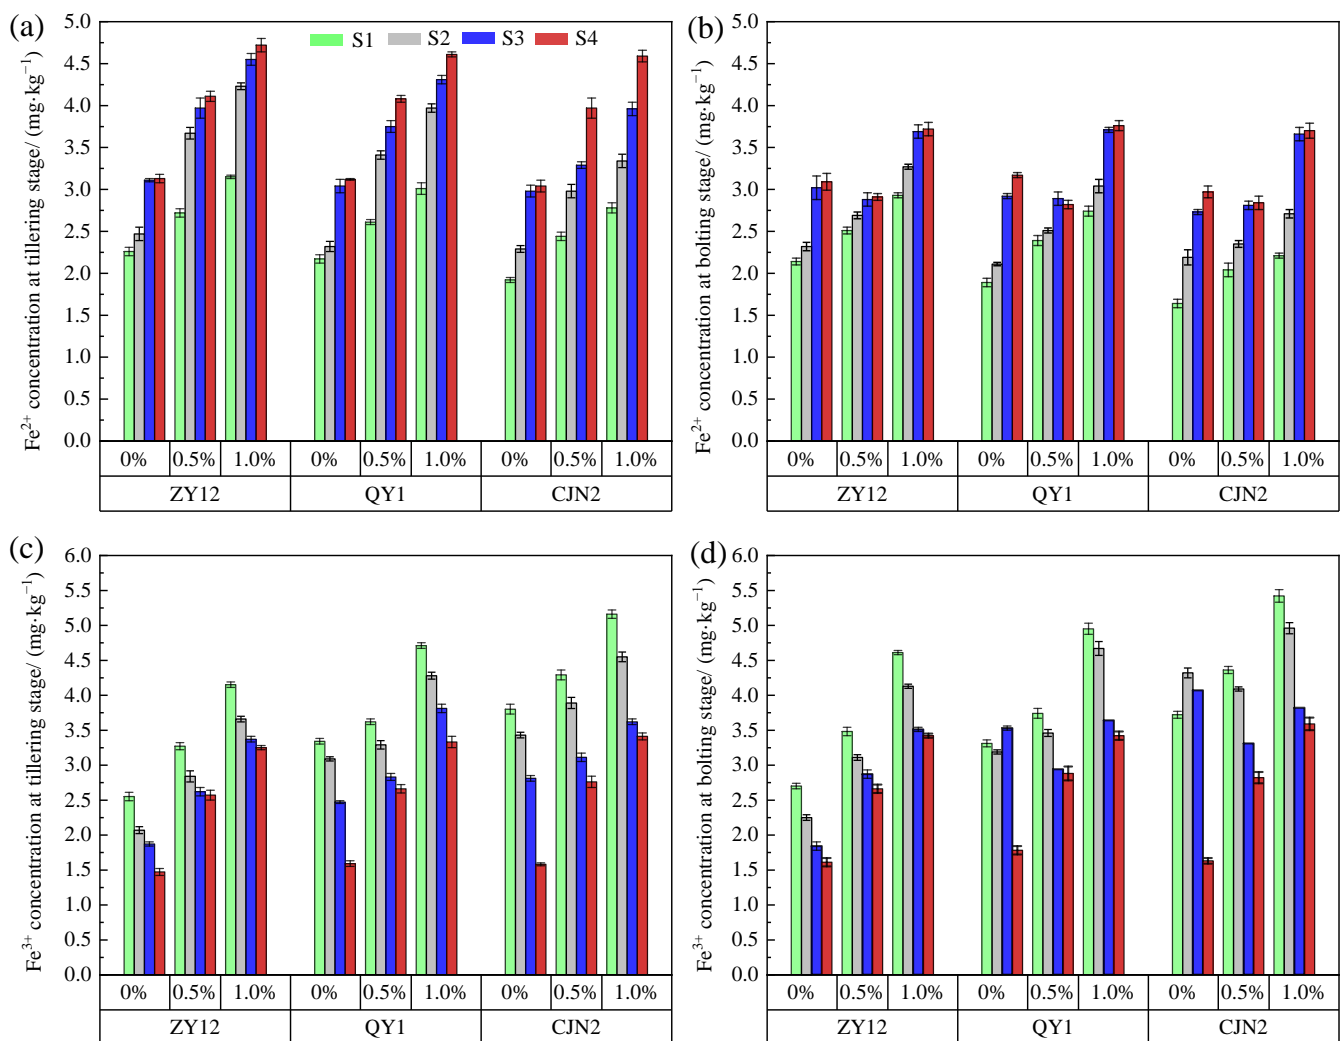 (a)
S1 S2 S3 S4
Fe²⁺ concentration at tillering stage/ (mg·kg⁻¹)
5.0
4.5
4.0
3.5
3.0
2.5
2.0
1.5
1.0
0.5
0.0
0% 0.5% 1.0% 0% 0.5% 1.0% 0% 0.5% 1.0%
ZY12 QY1 CJN2
(b)
Fe²⁺ concentration at bolting stage/ (mg·kg⁻¹)
5.0
4.5
4.0
3.5
3.0
2.5
2.0
1.5
1.0
0.5
0.0
0% 0.5% 1.0% 0% 0.5% 1.0% 0% 0.5% 1.0%
ZY12 QY1 CJN2
(c)
Fe³⁺ concentration at tillering stage/ (mg·kg⁻¹)
6.0
5.5
5.0
4.5
4.0
3.5
3.0
2.5
2.0
1.5
1.0
0.5
0.0
0% 0.5% 1.0% 0% 0.5% 1.0% 0% 0.5% 1.0%
ZY12 QY1 CJN2
(d)
Fe³⁺ concentration at bolting stage/ (mg·kg⁻¹)
6.0
5.5
5.0
4.5
4.0
3.5
3.0
2.5
2.0
1.5
1.0
0.5
0.0
0% 0.5% 1.0% 0% 0.5% 1.0% 0% 0.5% 1.0%
ZY12 QY1 CJN2